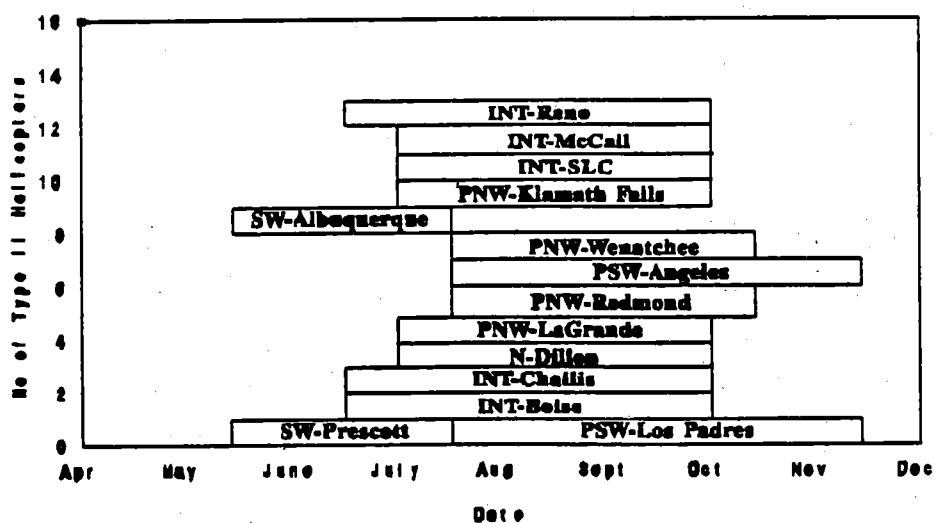 No of Type II Helicopters
16
14
12
10
8
6
4
2
0
INT-Reno
INT-McCall
INT-SLC
PNW-Klamath Falls
SW-Albuquerque
PNW-Wenatchee
PSW-Angeles
PNW-Redmond
PNW-LaGrande
N-Dillon
INT-Challis
INT-Boise
SW-Prescott PSW-Los Padres
Apr May June July Aug Sept Oct Nov Dec
Date